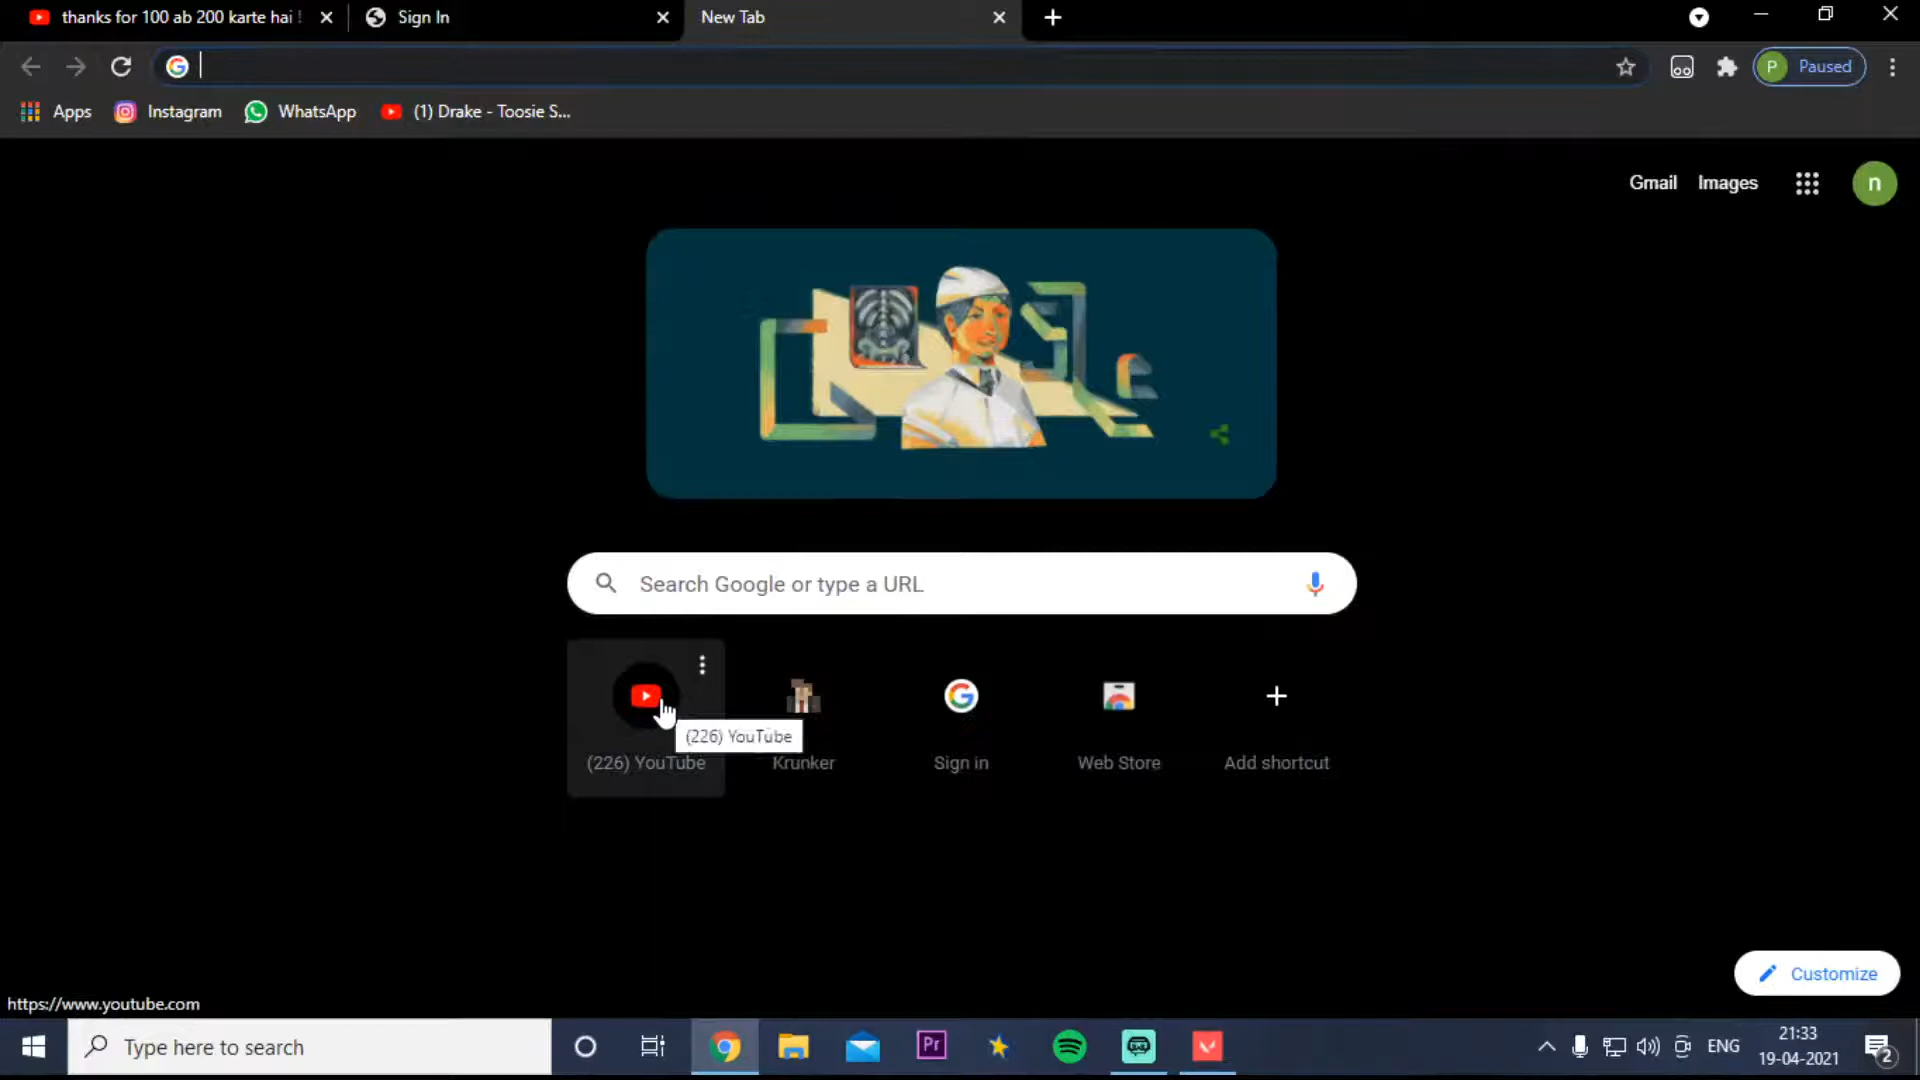 thanks for 100 ab 200 karte hai !
Sign In
New Tab
Paused
P
Apps
Instagram
WhatsApp
(1) Drake - Toosie S...
Gmail
Images
n
Search Google or type a URL
(226) YouTube
(226) YouTube
Krunker
Sign in
Web Store
Add shortcut
Customize
https://www.youtube.com
Type here to search
Pr
ENG
21:33
19-04-2021
2